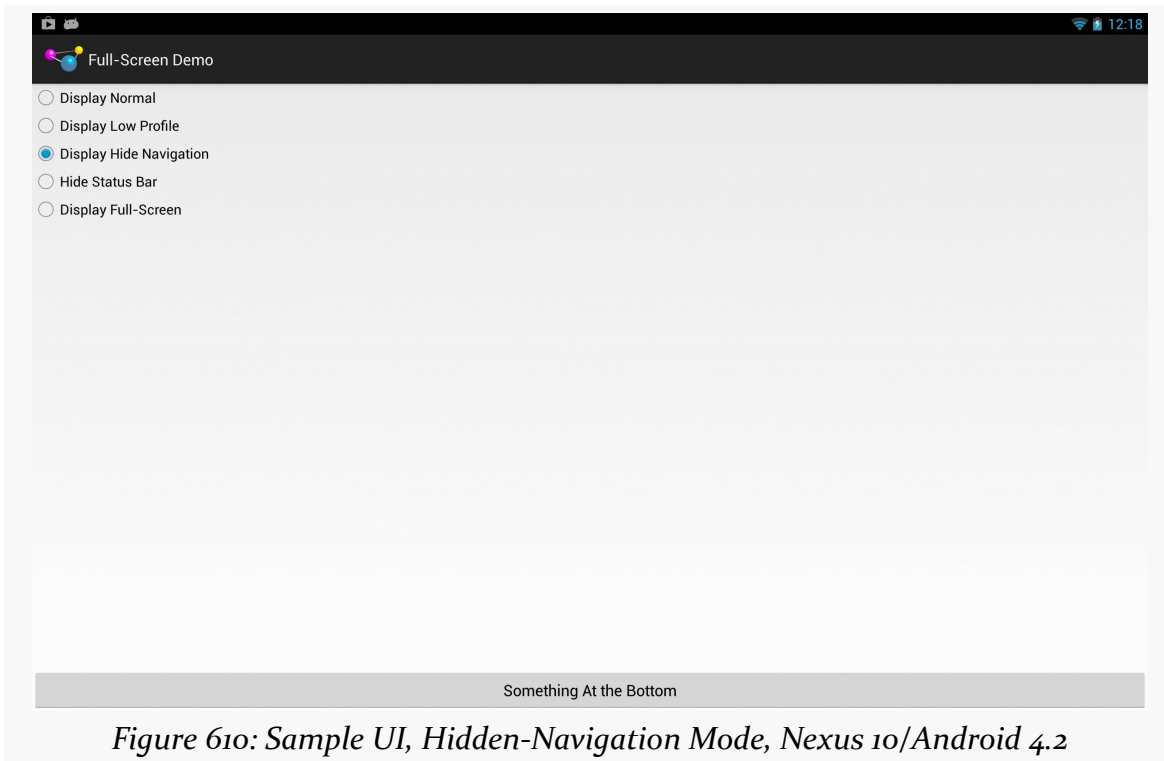 12:18
Full-Screen Demo
Display Normal
Display Low Profile
Display Hide Navigation
Hide Status Bar
Display Full-Screen
Something At the Bottom
Figure 610: Sample UI, Hidden-Navigation Mode, Nexus 10/Android 4.2